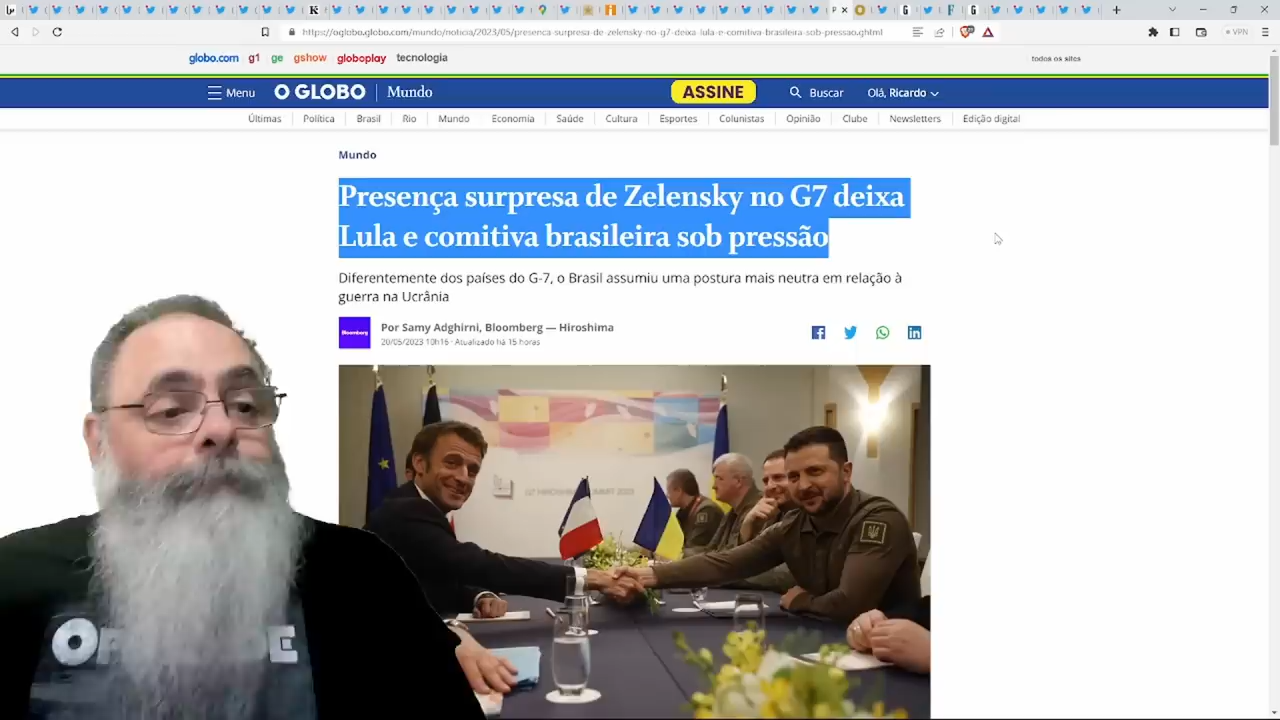 https://oglobo.globo.com/mundo/noticia/2023/05/presenca-surpresa-de-zelensky-no-g7-deixa-lula-e-comitiva-brasileira-sob-pressao.ghtml
VPN
globo.com g1 ge gshow globoplay tecnologia
todos os sites
Menu O GLOBO Mundo ASSINE Buscar Olá, Ricardo
Últimas Política Brasil Rio Mundo Economia Saúde Cultura Esportes Colunistas Opinião Clube Newsletters Edição digital
Mundo
Presença surpresa de Zelensky no G7 deixa
Lula e comitiva brasileira sob pressão
Diferentemente dos países do G-7, o Brasil assumiu uma postura mais neutra em relação à
guerra na Ucrânia
Bloomberg
Por Samy Adghirni, Bloomberg — Hiroshima
20/05/2023 10h16 · Atualizado há 15 horas